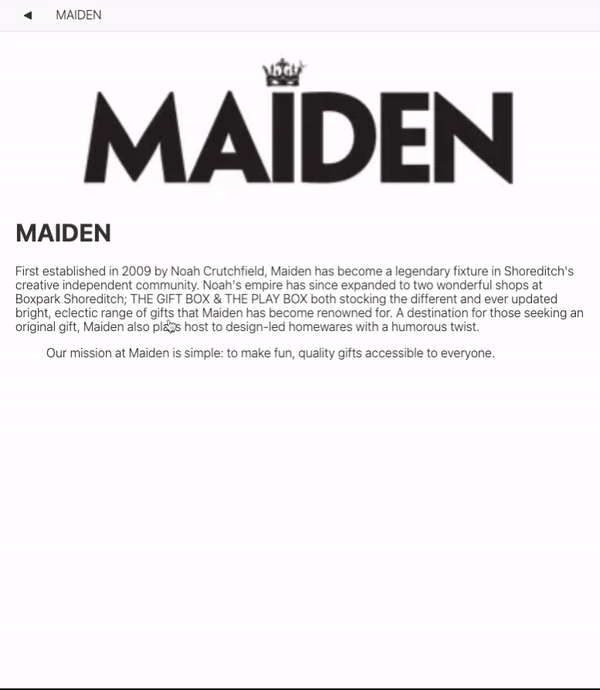 MAIDEN
MAIDEN
MAIDEN
First established in 2009 by Noah Crutchfield, Maiden has become a legendary fixture in Shoreditch's
creative independent community. Noah's empire has since expanded to two wonderful shops at
Boxpark Shoreditch; THE GIFT BOX & THE PLAY BOX both stocking the different and ever updated
bright, eclectic range of gifts that Maiden has become renowned for. A destination for those seeking an
original gift, Maiden also plays host to design-led homewares with a humorous twist.
Our mission at Maiden is simple: to make fun, quality gifts accessible to everyone.